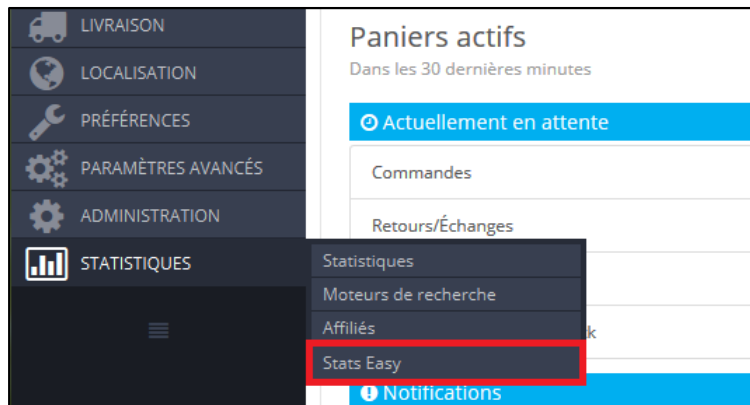 LIVRAISON
LOCALISATION
PRÉFÉRENCES
PARAMÈTRES AVANCÉS
ADMINISTRATION
STATISTIQUES
Statistiques
Moteurs de recherche
Affiliés
Stats Easy
Paniers actifs
Dans les 30 dernières minutes
Actuellement en attente
Commandes
Retours/Échanges
Notifications